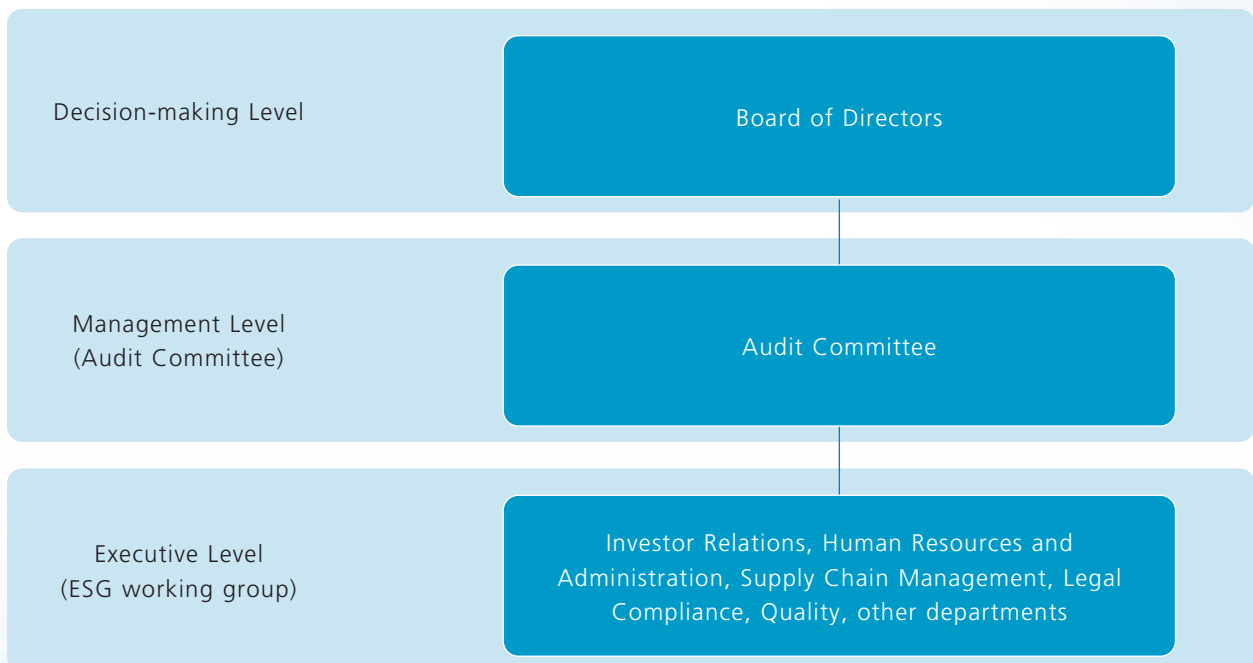 Decision-making Level
Board of Directors
Management Level
(Audit Committee)
Audit Committee
Executive Level
(ESG working group)
Investor Relations, Human Resources and
Administration, Supply Chain Management, Legal
Compliance, Quality, other departments